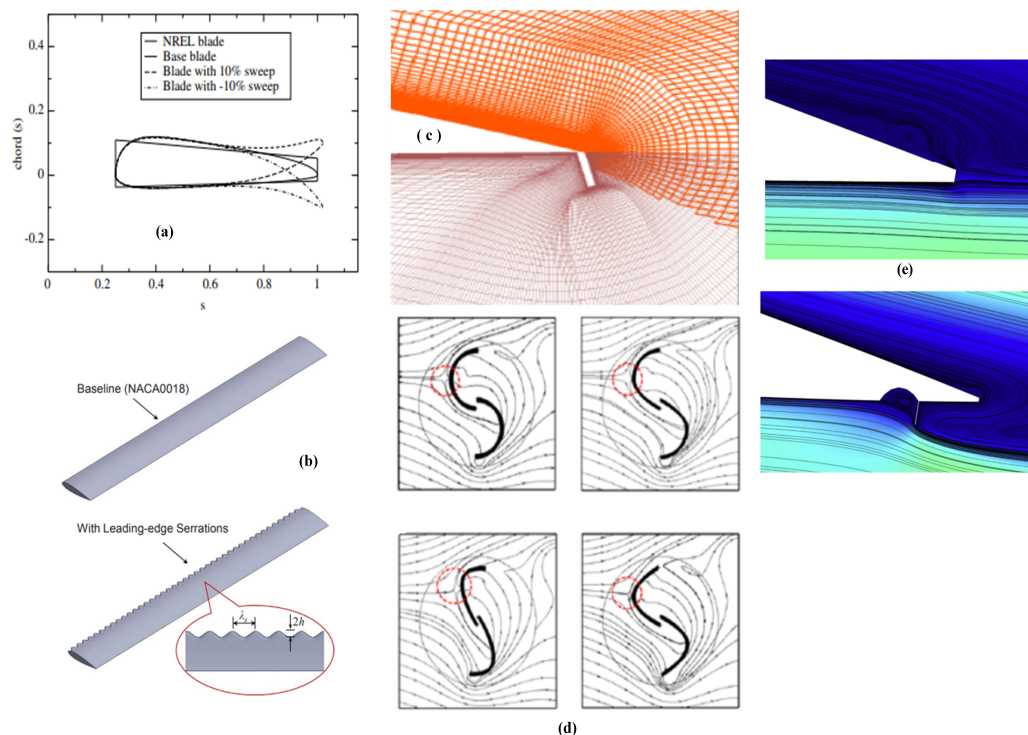 0.4
0.2
0
-0.2
chord (s)
NREL blade
Base blade
Blade with 10% sweep
Blade with -10% sweep
(a)
0 0.2 0.4 0.6 0.8 1
s
Baseline (NACA0018)
(b)
With Leading-edge Serrations
λs 2h
( c )
(d)
(e)